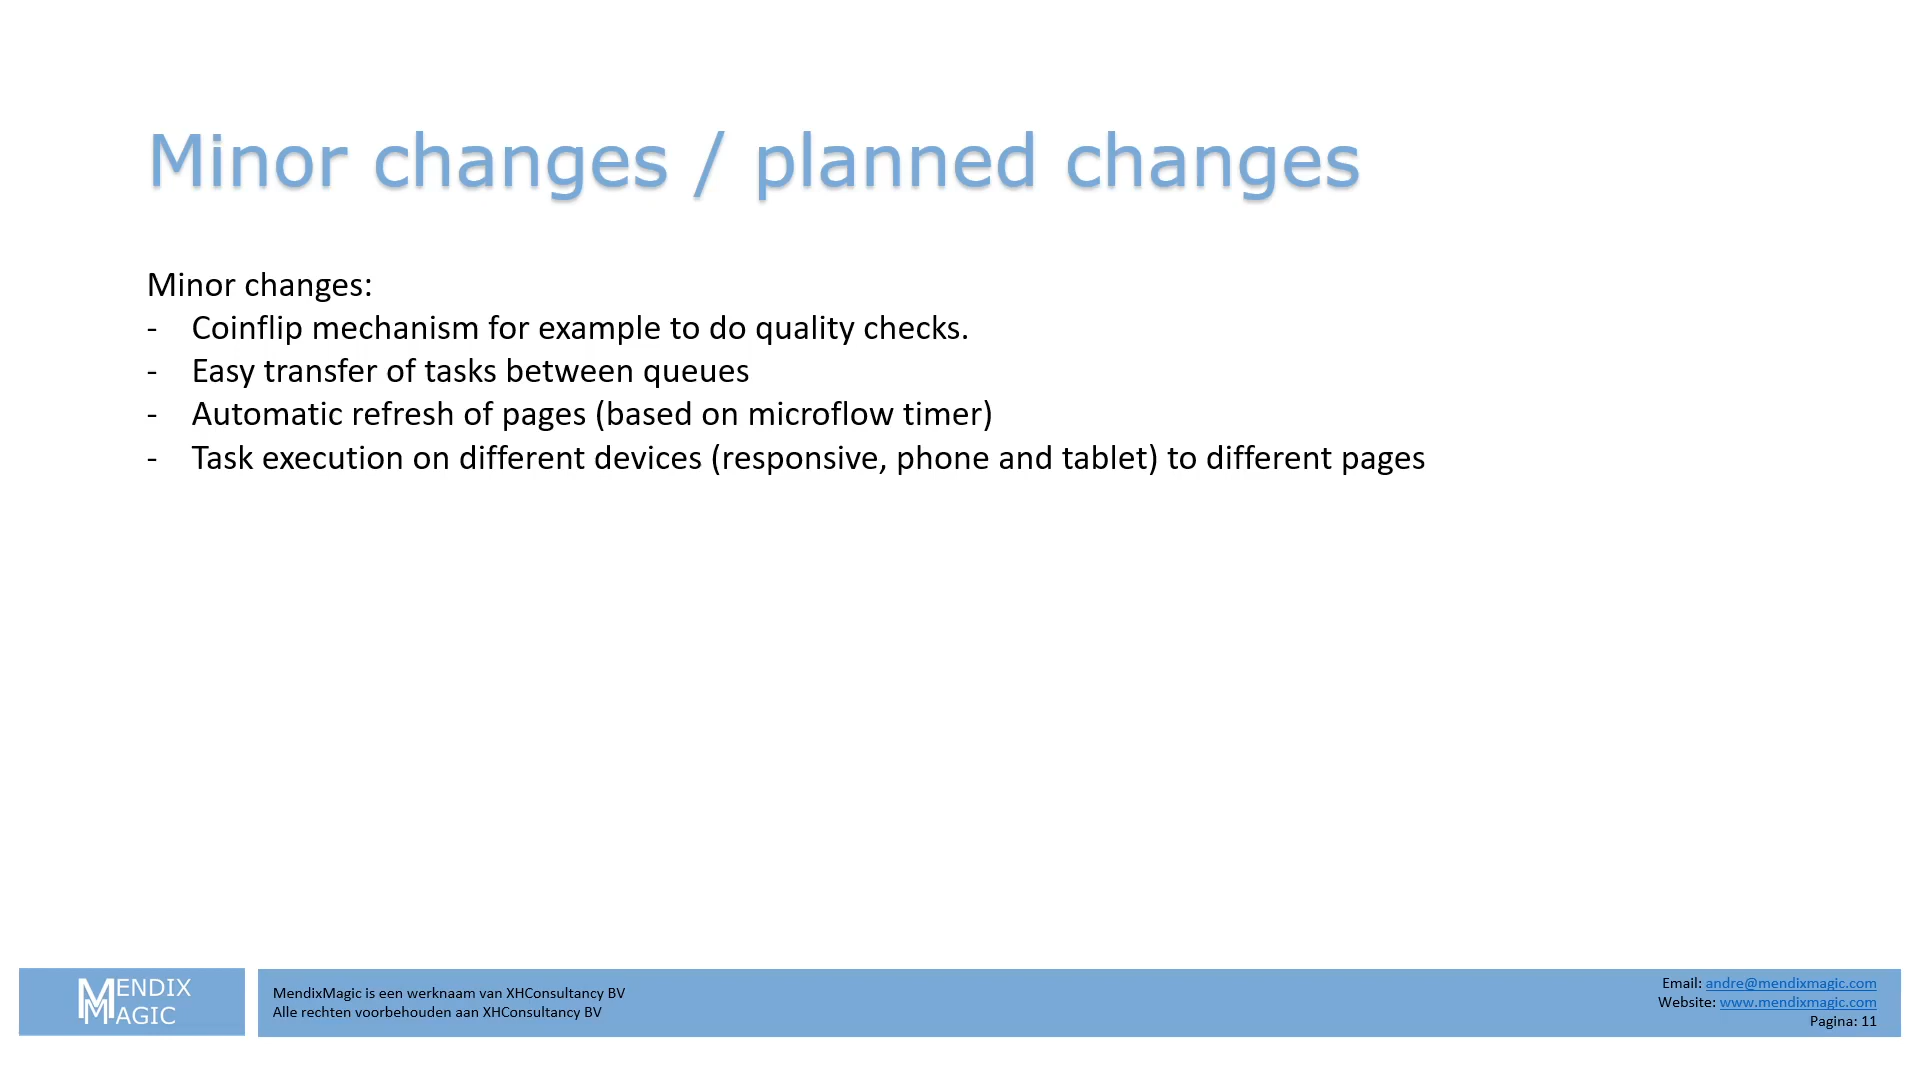 Minor changes / planned changes
Minor changes:
- Coinflip mechanism for example to do quality checks.
- Easy transfer of tasks between queues
- Automatic refresh of pages (based on microflow timer)
- Task execution on different devices (responsive, phone and tablet) to different pages
MENDIX
MAGIC
MendixMagic is een werknaam van XHConsultancy BV
Alle rechten voorbehouden aan XHConsultancy BV
Email: andre@mendixmagic.com
Website: www.mendixmagic.com
Pagina: 11